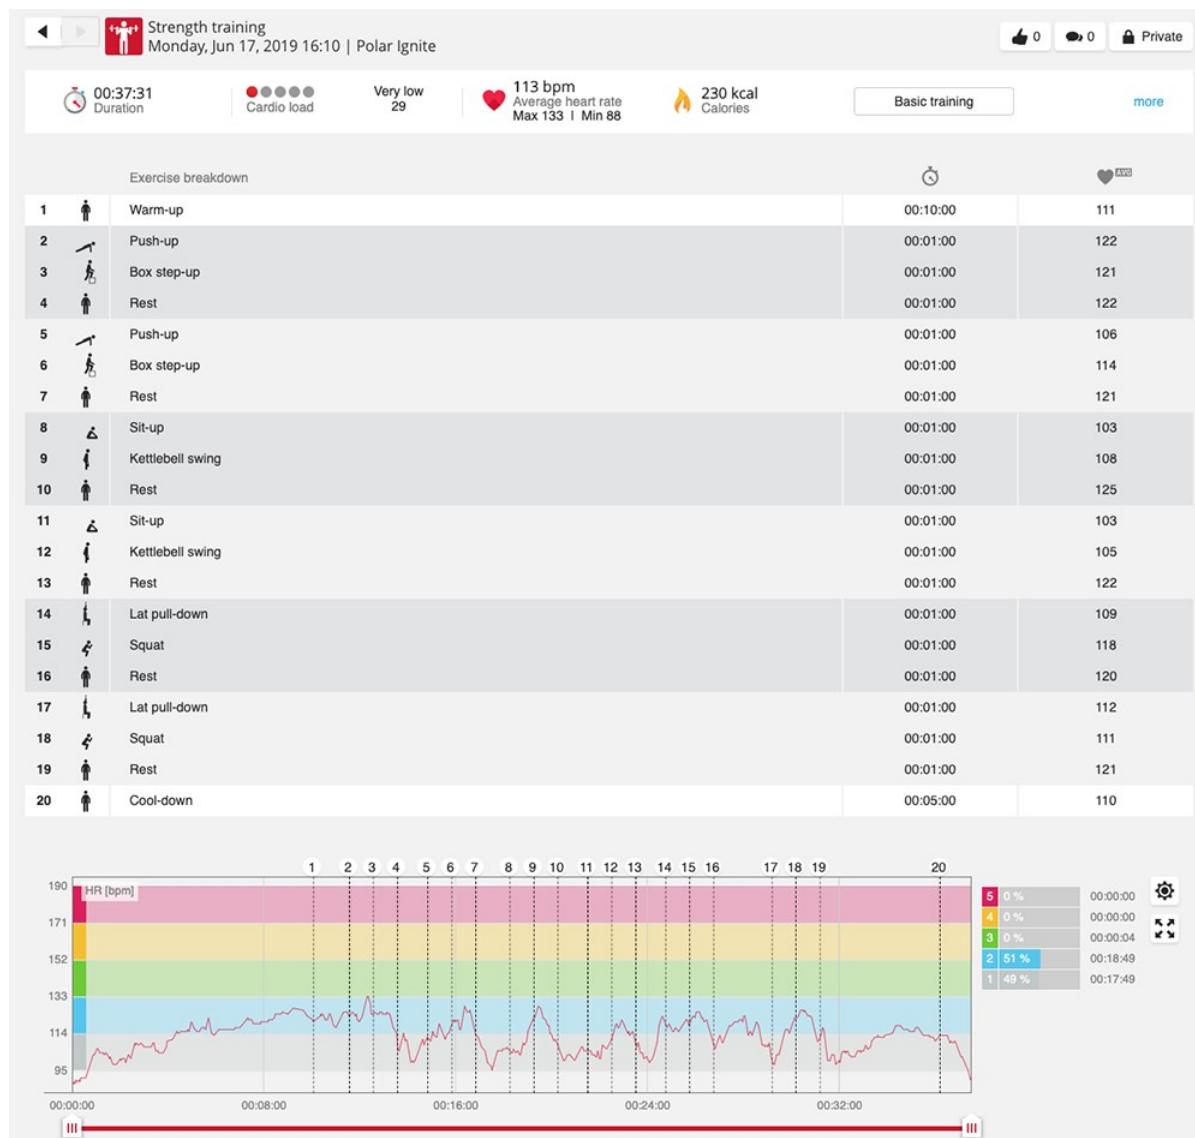 Strength training
Monday, Jun 17, 2019 16:10 | Polar Ignite
0 0 Private
00:37:31
Duration
Cardio load
Very low
29
113 bpm
Average heart rate
Max 133 | Min 88
230 kcal
Calories
Basic training
more
Exercise breakdown AVG
1 Warm-up 00:10:00 111
2 Push-up 00:01:00 122
3 Box step-up 00:01:00 121
4 Rest 00:01:00 122
5 Push-up 00:01:00 106
6 Box step-up 00:01:00 114
7 Rest 00:01:00 121
8 Sit-up 00:01:00 103
9 Kettlebell swing 00:01:00 108
10 Rest 00:01:00 125
11 Sit-up 00:01:00 103
12 Kettlebell swing 00:01:00 105
13 Rest 00:01:00 122
14 Lat pull-down 00:01:00 109
15 Squat 00:01:00 118
16 Rest 00:01:00 120
17 Lat pull-down 00:01:00 112
18 Squat 00:01:00 111
19 Rest 00:01:00 121
20 Cool-down 00:05:00 110
1 2 3 4 5 6 7 8 9 10 11 12 13 14 15 16 17 18 19 20
HR [bpm]
190
171
152
133
114
95
00:00:00 00:08:00 00:16:00 00:24:00 00:32:00
5 0 % 00:00:00
4 0 % 00:00:00
3 0 % 00:00:04
2 51 % 00:18:49
1 49 % 00:17:49